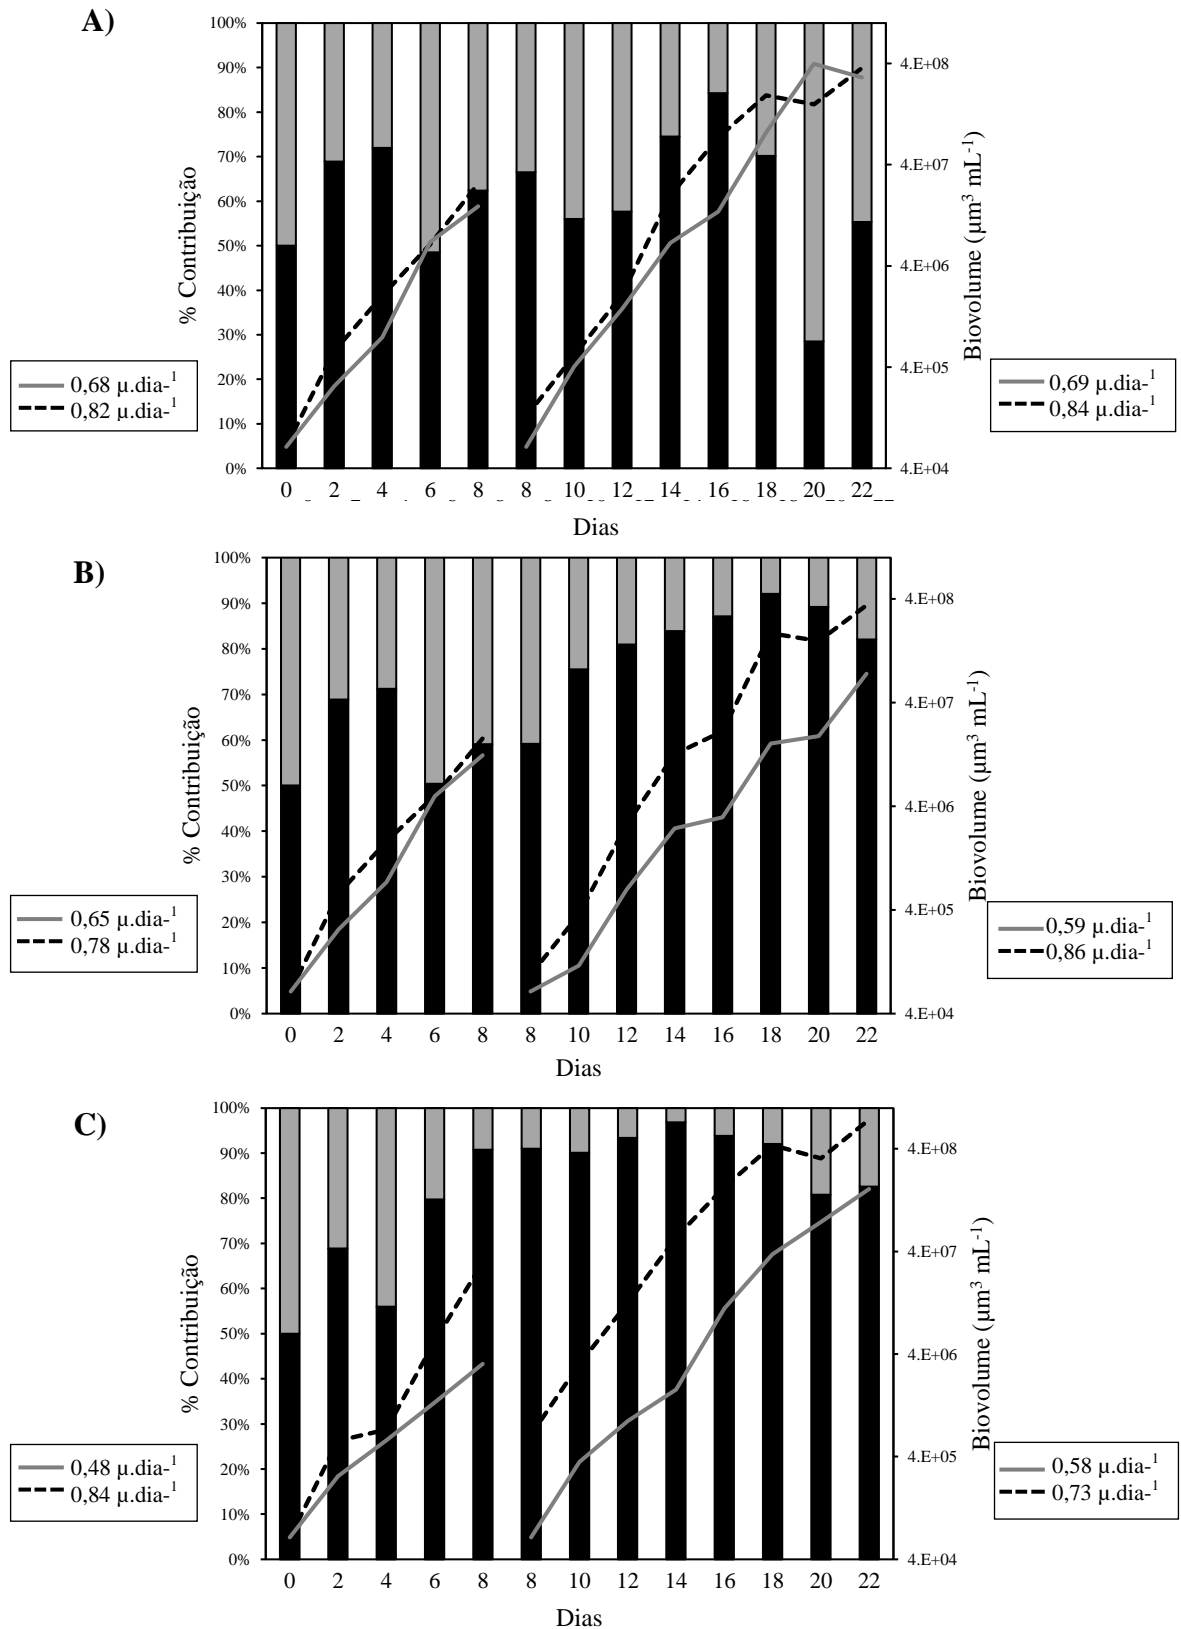 A)
100%
90%
80%
70%
60%
50%
40%
30%
20%
10%
0%
% Contribuição
4.E+08
4.E+07
4.E+06
4.E+05
4.E+04
Biovolume (µm³ mL⁻¹)
0,68 µ.dia-¹
0,82 µ.dia-¹
0,69 µ.dia-¹
0,84 µ.dia-¹
0 2 4 6 8 8 10 12 14 16 18 20 22
Dias
B)
100%
90%
80%
70%
60%
50%
40%
30%
20%
10%
0%
% Contribuição
4.E+08
4.E+07
4.E+06
4.E+05
4.E+04
Biovolume (µm³ mL⁻¹)
0,65 µ.dia-¹
0,78 µ.dia-¹
0,59 µ.dia-¹
0,86 µ.dia-¹
0 2 4 6 8 8 10 12 14 16 18 20 22
Dias
C)
100%
90%
80%
70%
60%
50%
40%
30%
20%
10%
0%
% Contribuição
4.E+08
4.E+07
4.E+06
4.E+05
4.E+04
Biovolume (µm³ mL⁻¹)
0,48 µ.dia-¹
0,84 µ.dia-¹
0,58 µ.dia-¹
0,73 µ.dia-¹
0 2 4 6 8 8 10 12 14 16 18 20 22
Dias